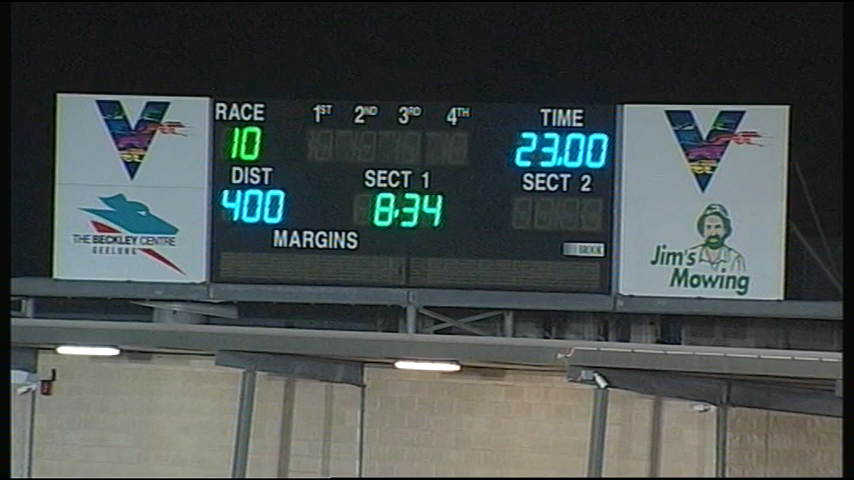 RACE 1ST 2ND 3RD 4TH TIME
10 23.00
DIST SECT 1 SECT 2
400 8.34
MARGINS
BROOK
V
THE BECKLEY CENTRE
GEELONG
V
Jim's
Mowing